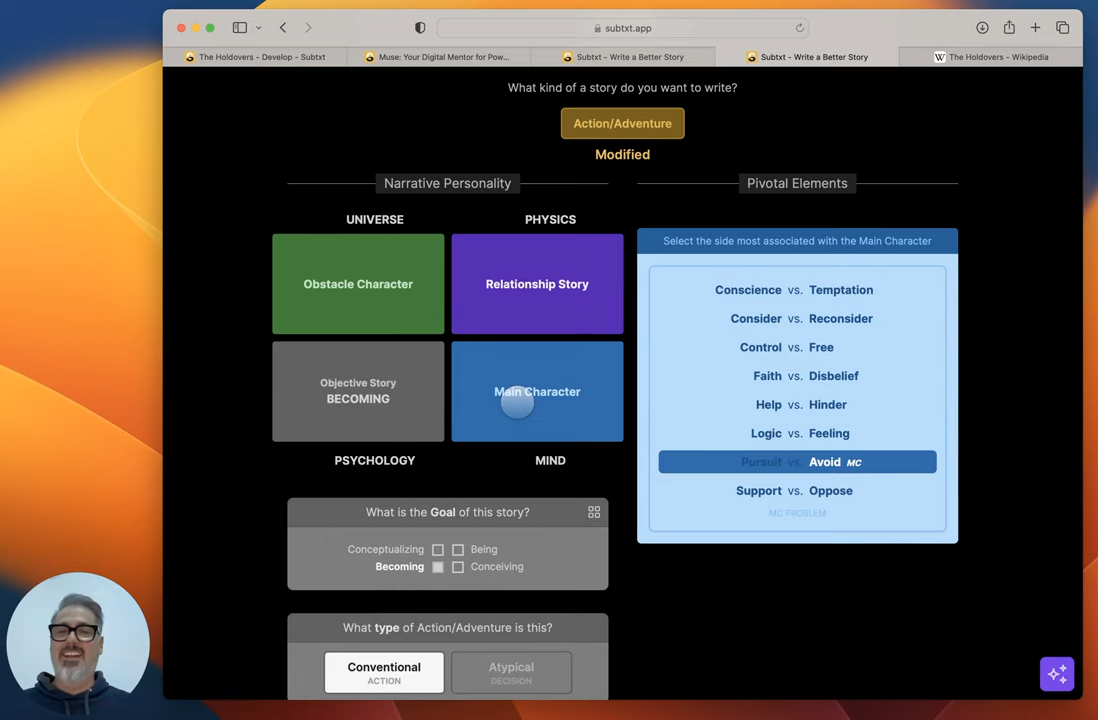 subtxt.app
The Holdovers - Develop - Subtxt
Muse: Your Digital Mentor for Pow...
Subtxt - Write a Better Story
Subtxt - Write a Better Story
W The Holdovers - Wikipedia
What kind of a story do you want to write?
Action/Adventure
Modified
Narrative Personality
Pivotal Elements
UNIVERSE
PHYSICS
Obstacle Character
Relationship Story
Objective Story
BECOMING
Main Character
PSYCHOLOGY
MIND
Select the side most associated with the Main Character
Conscience vs. Temptation
Consider vs. Reconsider
Control vs. Free
Faith vs. Disbelief
Help vs. Hinder
Logic vs. Feeling
Pursuit vs. Avoid MC
Support vs. Oppose
MC PROBLEM
What is the Goal of this story?
Conceptualizing Being
Becoming Conceiving
What type of Action/Adventure is this?
Conventional
ACTION
Atypical
DECISION